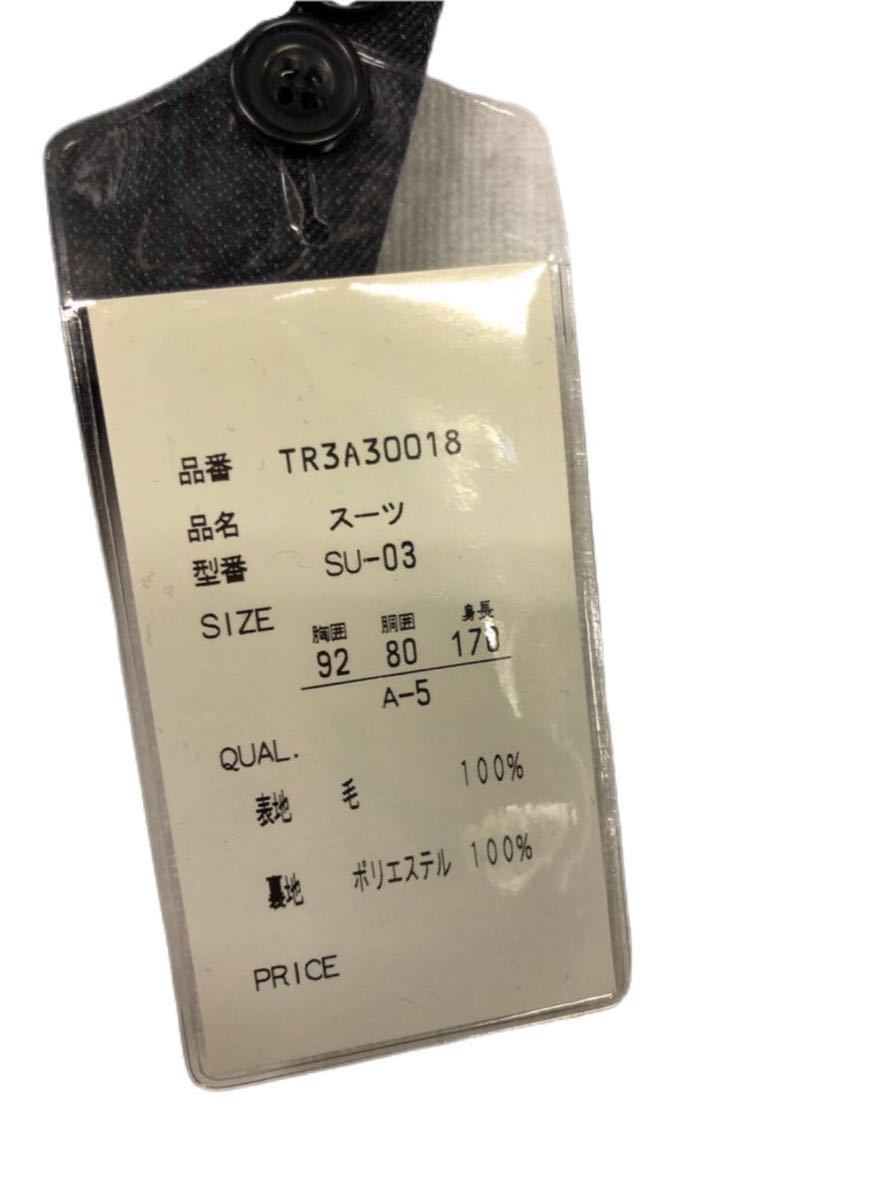 品番 TR3A30018
品名 スーツ
型番 SU-03
SIZE 胸囲 胴囲 身長
92 80 170
A-5
QUAL.
表地 毛 100%
裏地 ポリエステル 100%
PRICE